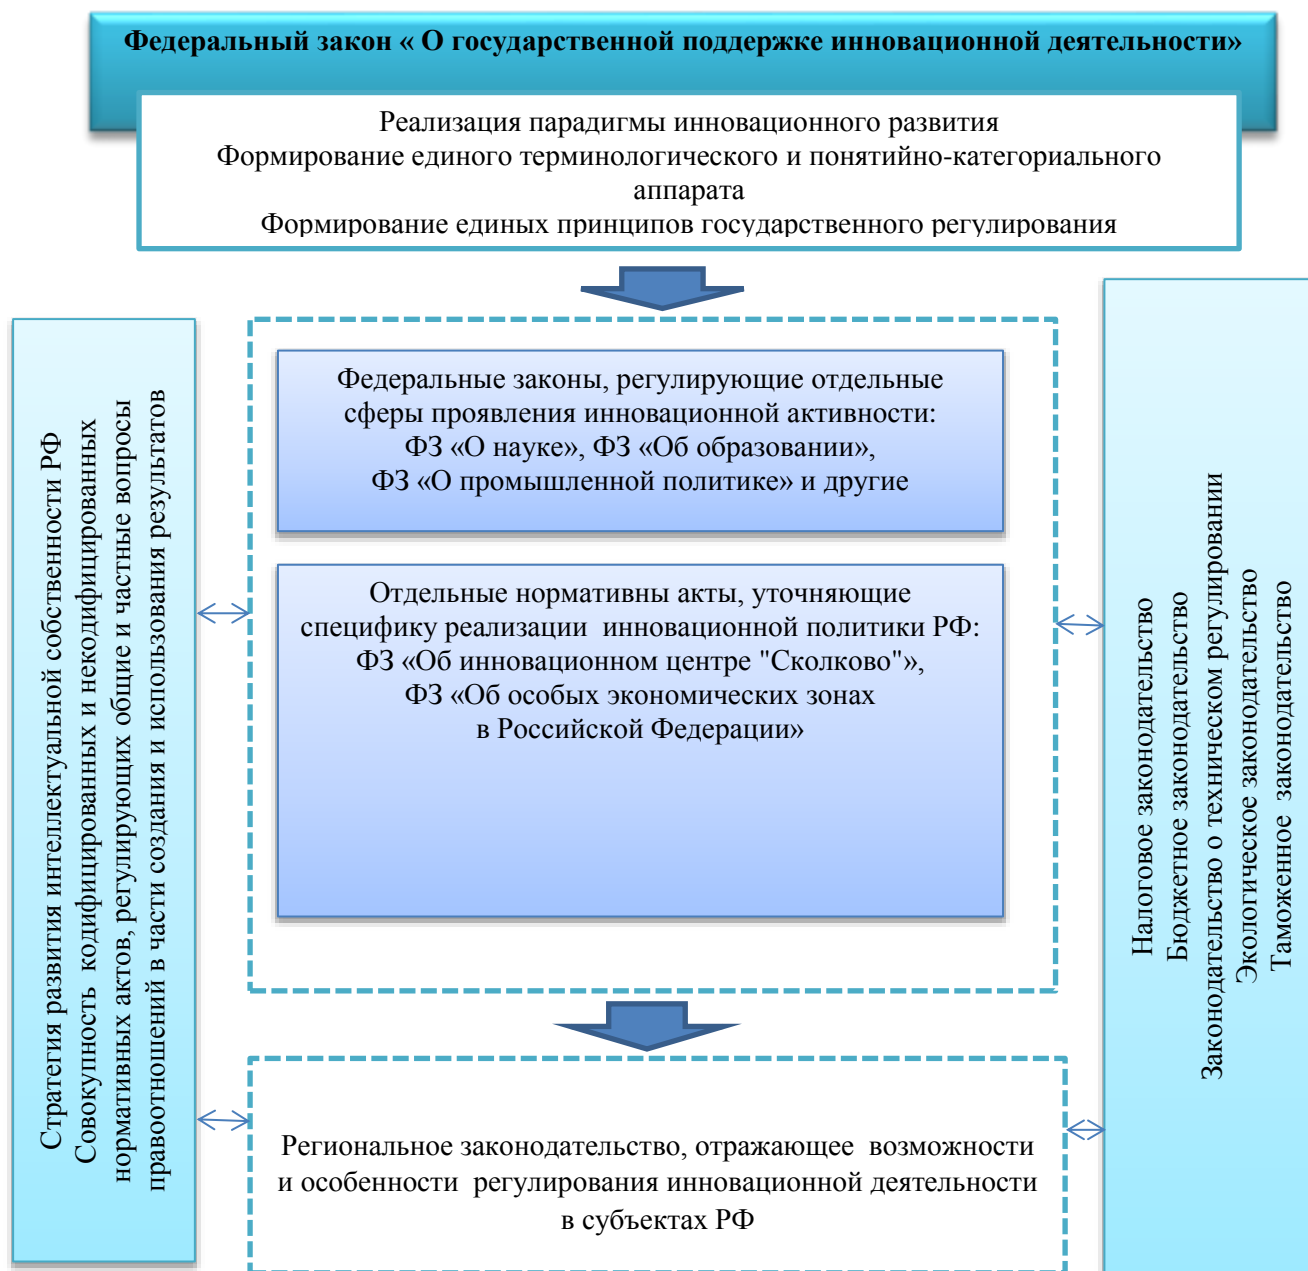 Федеральный закон « О государственной поддержке инновационной деятельности»
Реализация парадигмы инновационного развития
Формирование единого терминологического и понятийно-категориального
аппарата
Формирование единых принципов государственного регулирования
Стратегия развития интеллектуальной собственности РФ
Совокупность кодифицированных и некодифицированных
нормативных актов, регулирующих общие и частные вопросы
правоотношений в части создания и использования результатов
Федеральные законы, регулирующие отдельные
сферы проявления инновационной активности:
ФЗ «О науке», ФЗ «Об образовании»,
ФЗ «О промышленной политике» и другие
Отдельные нормативны акты, уточняющие
специфику реализации инновационной политики РФ:
ФЗ «Об инновационном центре "Сколково"»,
ФЗ «Об особых экономических зонах
в Российской Федерации»
Налоговое законодательство
Бюджетное законодательство
Законодательство о техническом регулировании
Экологическое законодательство
Таможенное законодательство
Региональное законодательство, отражающее возможности
и особенности регулирования инновационной деятельности
в субъектах РФ